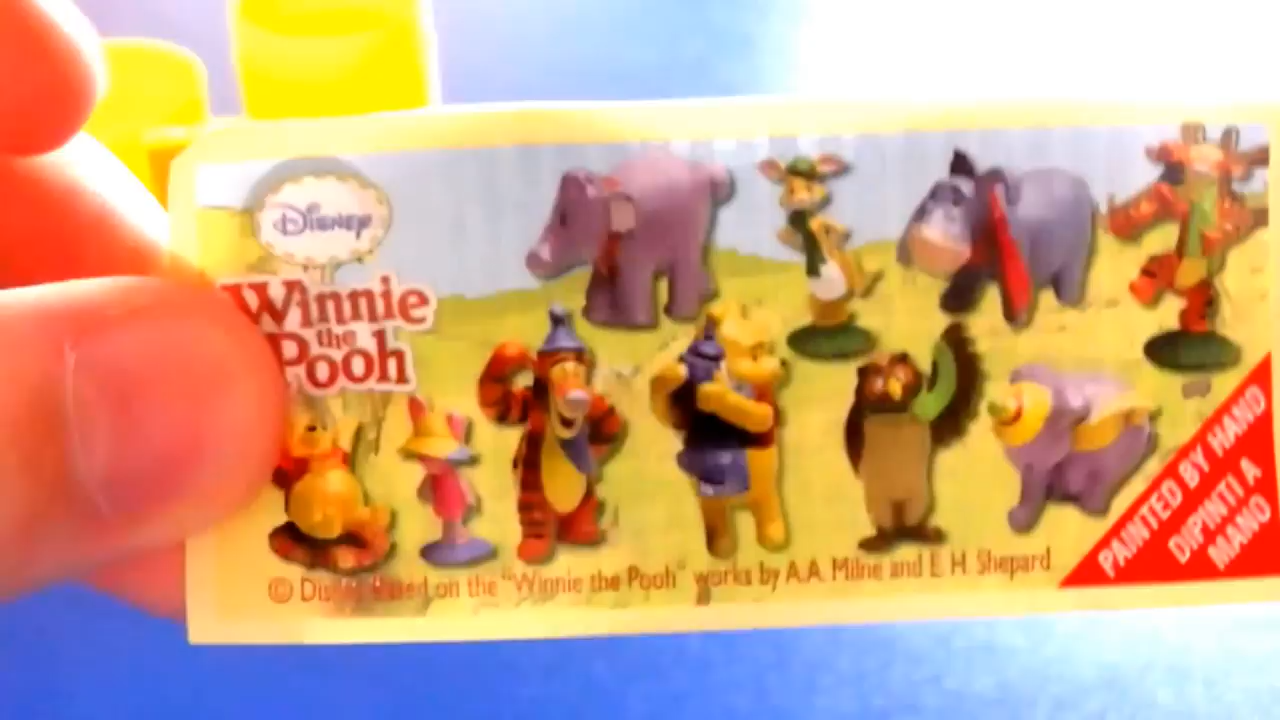 Disney
Winnie
the
Pooh
© Disney Based on the "Winnie the Pooh" works by A.A. Milne and E. H. Shepard
PAINTED BY HAND
DIPINTI A
MANO